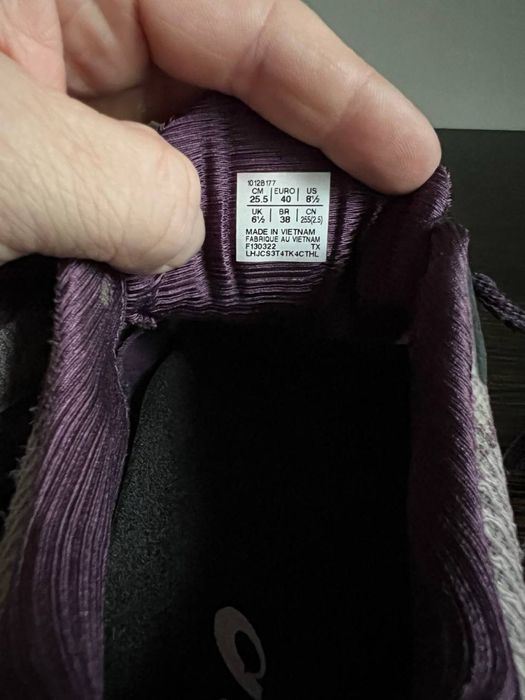 1012B177
CM EURO US
25.5 40 8½
UK BR CN
6½ 38 255(2.5)
MADE IN VIETNAM
FABRIQUE AU VIETNAM
F130322 TX
LHJCS3T4TK4CTHL